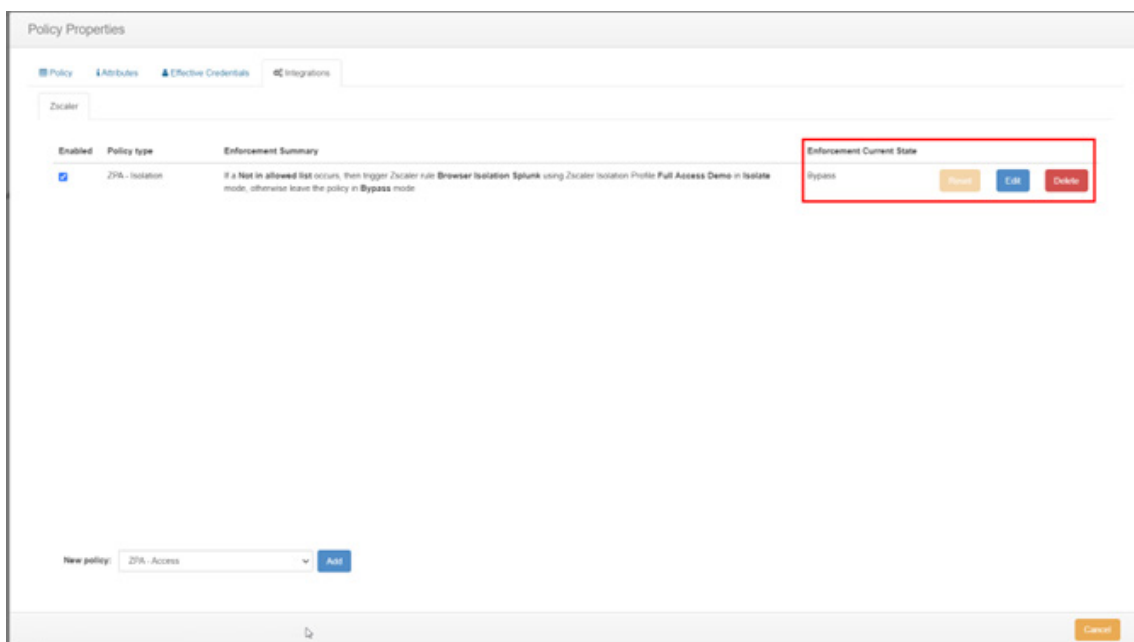 Policy Properties
Policy Attributes Effective Credentials Integrations
Zscaler
Enabled Policy type Enforcement Summary Enforcement Current State
ZPA - Isolation If a Not in allowed list occurs, then trigger Zscaler rule Browser Isolation Splunk using Zscaler Isolation Profile Full Access Demo in Isolate Bypass Reset Edit Delete
mode, otherwise leave the policy in Bypass mode
New policy: ZPA - Access Add
Cancel